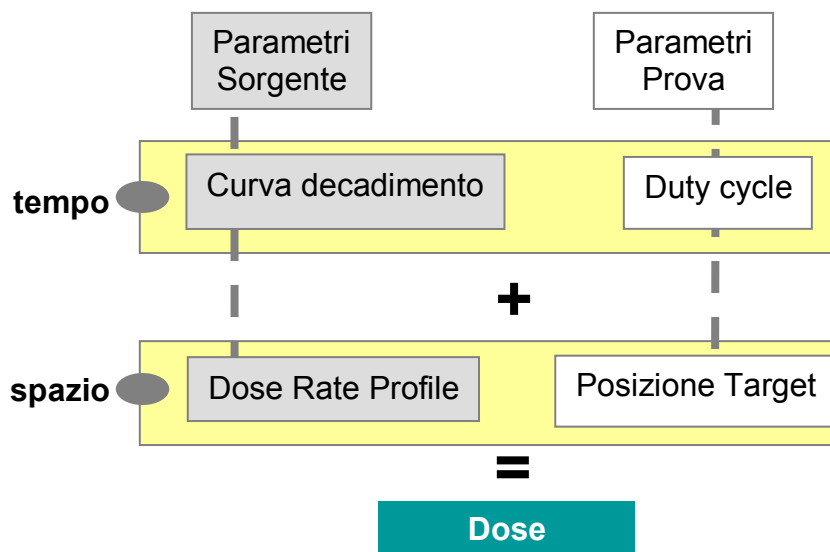 Parametri
Sorgente
Parametri
Prova
tempo
Curva decadimento
Duty cycle
+
spazio
Dose Rate Profile
Posizione Target
=
Dose